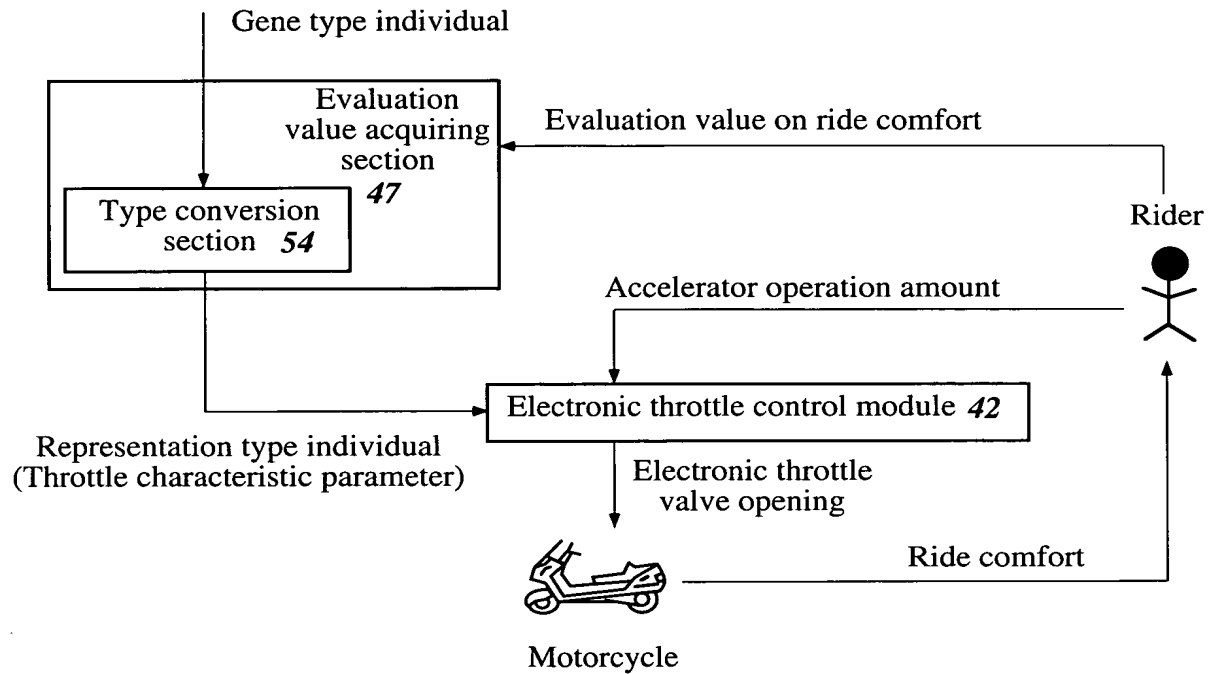 Gene type individual
Evaluation
value acquiring
section
47
Evaluation value on ride comfort
Type conversion
section 54
Rider
Accelerator operation amount
Electronic throttle control module 42
Representation type individual
(Throttle characteristic parameter)
Electronic throttle
valve opening
Ride comfort
Motorcycle